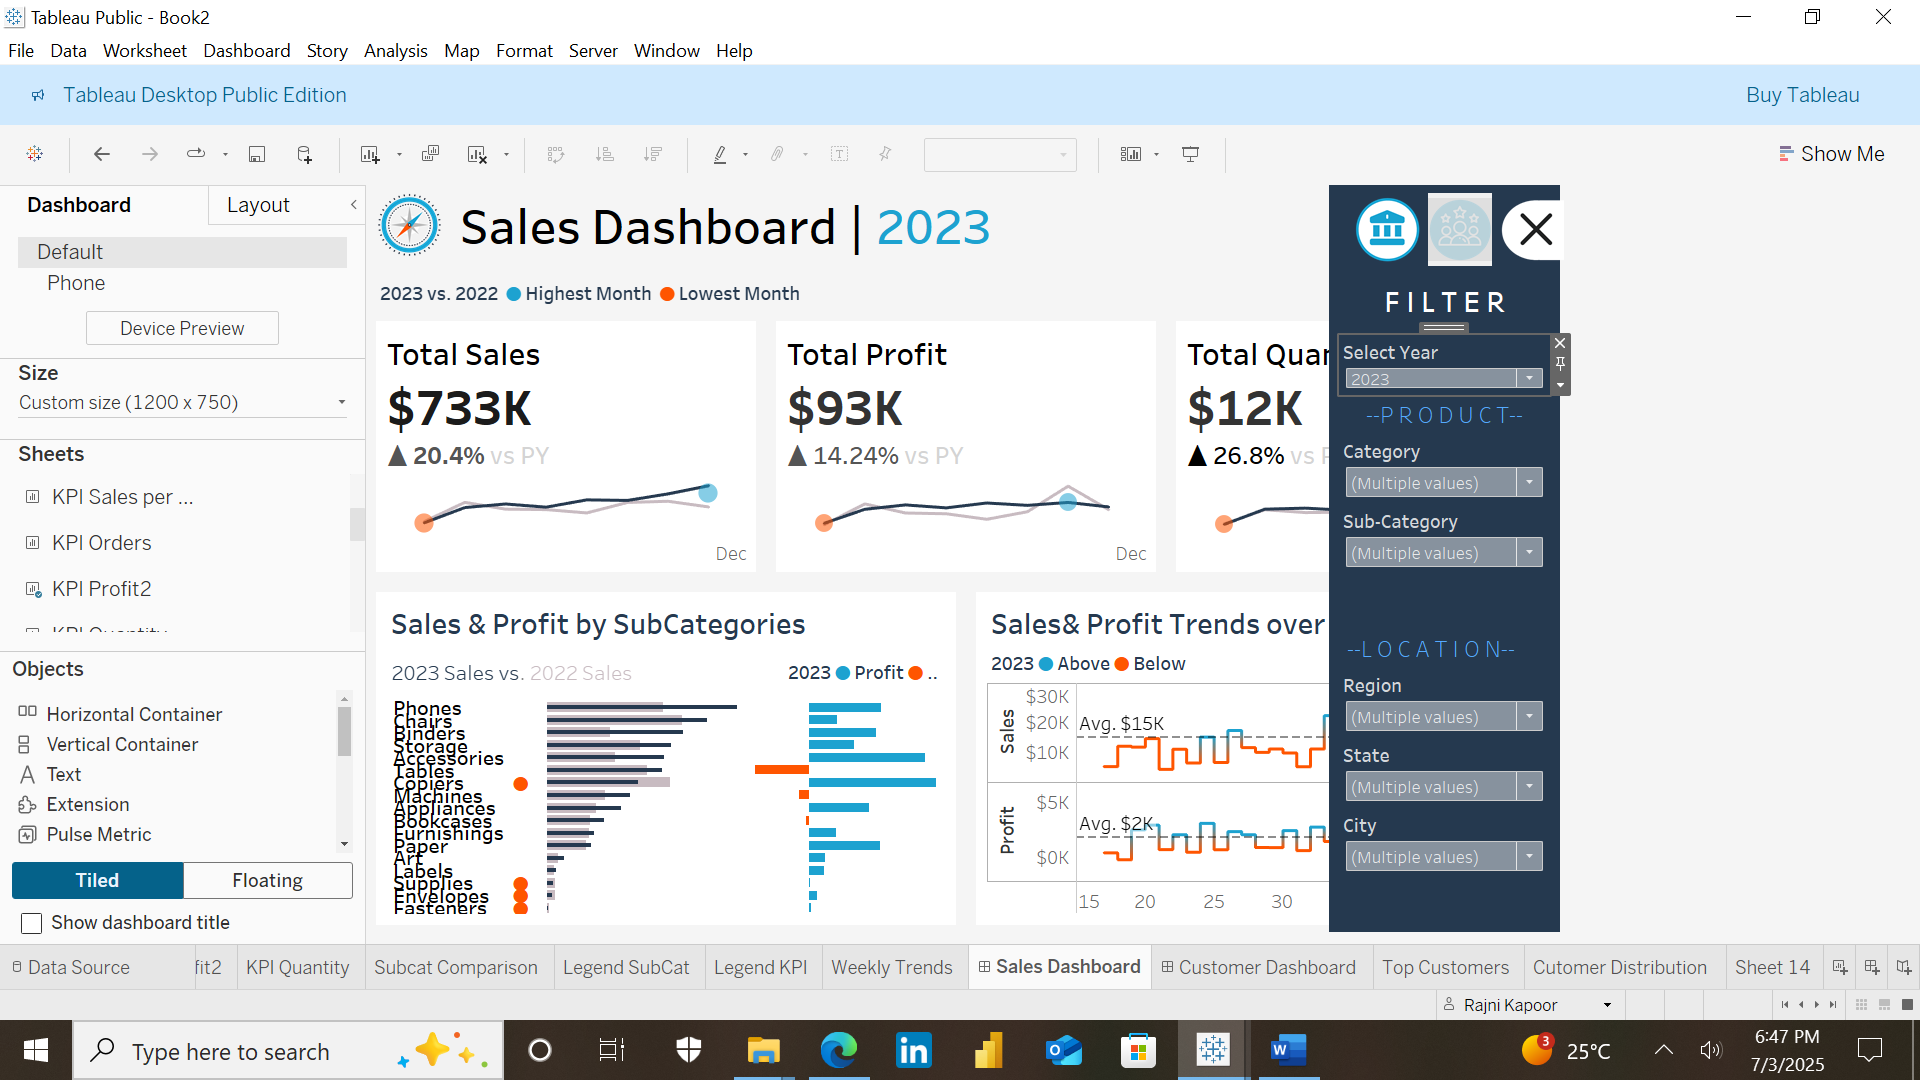 Tableau Public - Book2
File Data Worksheet Dashboard Story Analysis Map Format Server Window Help
Tableau Desktop Public Edition
Buy Tableau
Show Me
Dashboard
Layout
Default
Phone
Device Preview
Size
Custom size (1200 x 750)
Sheets
KPI Sales per ...
KPI Orders
KPI Profit2
KPI Quantity
Objects
Horizontal Container
Vertical Container
Text
Extension
Pulse Metric
Tiled
Floating
Show dashboard title
Sales Dashboard | 2023
2023 vs. 2022 Highest Month Lowest Month
Total Sales
$733K
▲ 20.4% vs PY
Dec
Total Profit
$93K
▲ 14.24% vs PY
Dec
Total Quan
$12K
▲ 26.8% vs P
Sales & Profit by SubCategories
2023 Sales vs. 2022 Sales
2023 Profit ..
Phones
Chairs
Binders
Storage
Accessories
Tables
Copiers
Machines
Appliances
Bookcases
Furnishings
Paper
Art
Labels
Supplies
Envelopes
Fasteners
Sales& Profit Trends over
2023 Above Below
Sales
$30K
$20K
$10K
Avg. $15K
Profit
$5K
$0K
Avg. $2K
15 20 25 30
FILTER
Select Year
2023
--PRODUCT--
Category
(Multiple values)
Sub-Category
(Multiple values)
--LOCATION--
Region
(Multiple values)
State
(Multiple values)
City
(Multiple values)
Data Source fit2 KPI Quantity Subcat Comparison Legend SubCat Legend KPI Weekly Trends Sales Dashboard Customer Dashboard Top Customers Cutomer Distribution Sheet 14
Rajni Kapoor
Type here to search
3
25°C
6:47 PM
7/3/2025